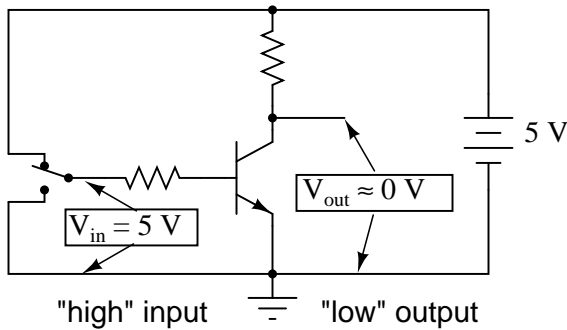 5 V
V_out ≈ 0 V
V_in = 5 V
"high" input
"low" output